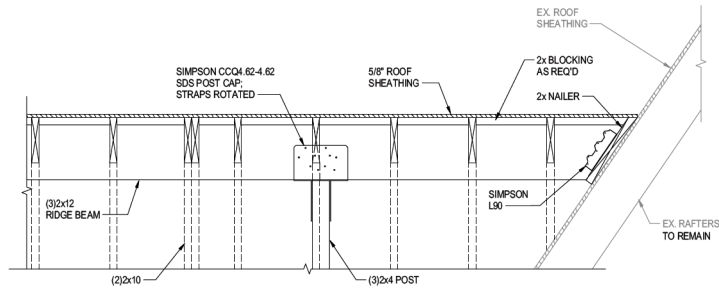 EX. ROOF
SHEATHING
SIMPSON CCQ4.62-4.62
SDS POST CAP;
STRAPS ROTATED
5/8" ROOF
SHEATHING
2x BLOCKING
AS REQ'D
2x NAILER
(3)2x12
RIDGE BEAM
SIMPSON
L90
EX. RAFTERS
TO REMAIN
(2)2x10
(3)2x4 POST